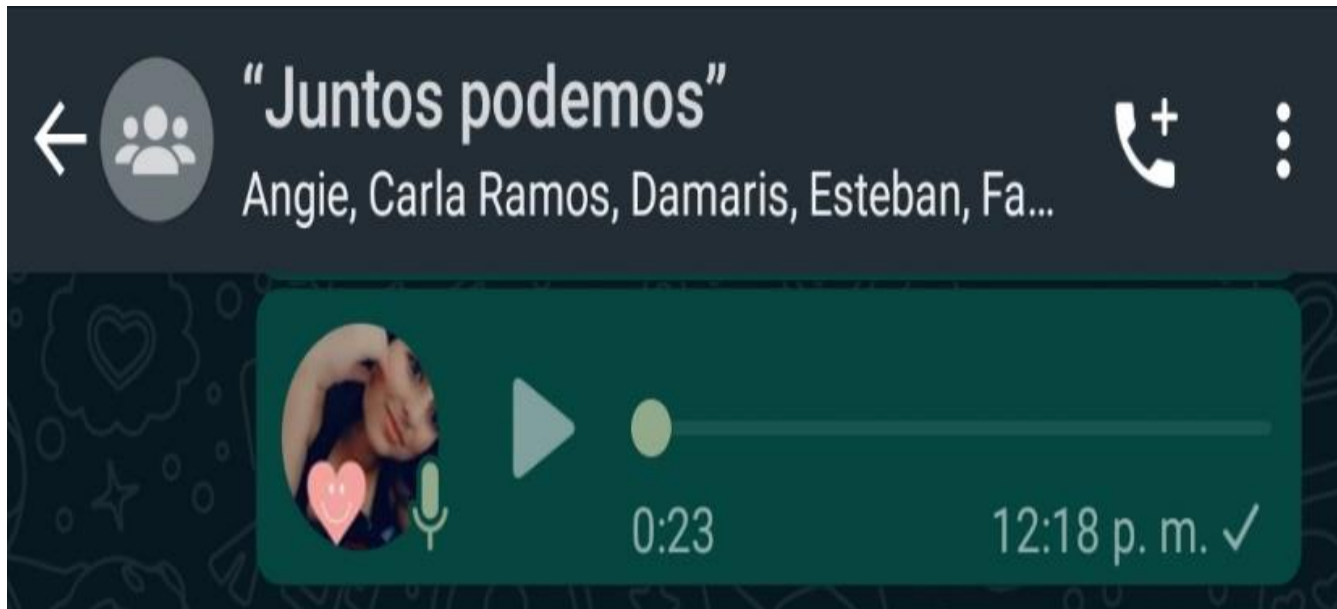 “Juntos podemos”
Angie, Carla Ramos, Damaris, Esteban, Fa...
0:23
12:18 p. m.